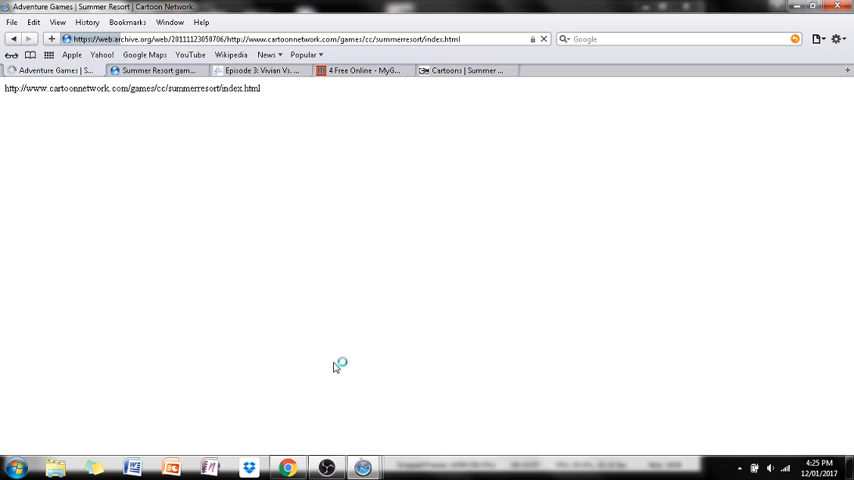 Adventure Games | Summer Resort | Cartoon Network
File Edit View History Bookmarks Window Help
https://web.archive.org/web/20111123050706/http://www.cartoonnetwork.com/games/cc/summerresort/index.html Google
Apple Yahoo! Google Maps YouTube Wikipedia News Popular
Adventure Games | S... Summer Resort gam... Episode 3: Vivian Vs. ... 4 Free Online - MyG... Cartoons | Summer ...
http://www.cartoonnetwork.com/games/cc/summerresort/index.html
4:25 PM
12/01/2017